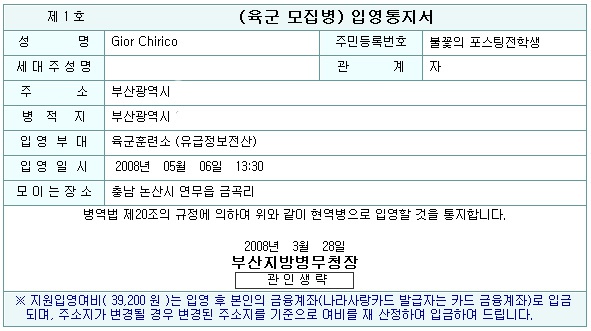 제 1 호 (육군 모집병) 입영통지서
성 명 Gior Chirico 주민등록번호 불꽃의 포스팅전학생
세 대 주 성 명 관 계 자
주 소 부산광역시
병 적 지 부산광역시
입 영 부 대 육군훈련소 (유급정보전산)
입 영 일 시 2008년 05월 06일 13:30
모 이 는 장 소 충남 논산시 연무읍 금곡리
병역법 제20조의 규정에 의하여 위와 같이 현역병으로 입영할 것을 통지합니다.
2008년 3월 28일
부산지방병무청장
관 인 생 략
※ 지원입영여비( 39,200 원 )는 입영 후 본인의 금융계좌(나라사랑카드 발급자는 카드 금융계좌)로 입금
되며, 주소지가 변경될 경우 변경된 주소지를 기준으로 여비를 재 산정하여 입금하여 드립니다.